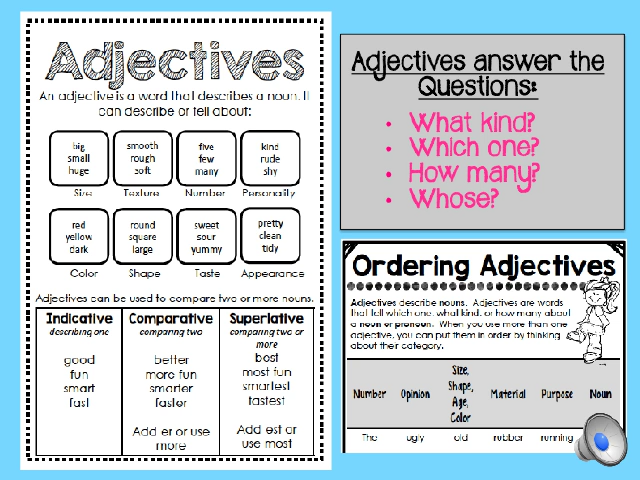 Adjectives
An adjective is a word that describes a noun. It
can describe or tell about:
big
small
huge
smooth
rough
soft
five
few
many
kind
rude
shy
Size
Texture
Number
Personality
red
yellow
dark
round
square
large
sweet
sour
yummy
pretty
clean
tidy
Color
Shape
Taste
Appearance
Adjectives can be used to compare two or more nouns.
Indicative
describing one
good
fun
smart
fast
Comparative
comparing two
better
more fun
smarter
faster
Add er or use
more
Superlative
comparing two or
more
best
most fun
smartest
fastest
Add est or
use most
Adjectives answer the
Questions:
• What kind?
• Which one?
• How many?
• Whose?
Ordering Adjectives
Adjectives describe nouns. Adjectives are words
that tell which one, what kind, or how many about
a noun or pronoun. When you use more than one
adjective, you can put them in order by thinking
about their category.
Number
Opinion
Size,
Shape,
Age,
Color
Material
Purpose
Noun
The
ugly
old
rubber
running